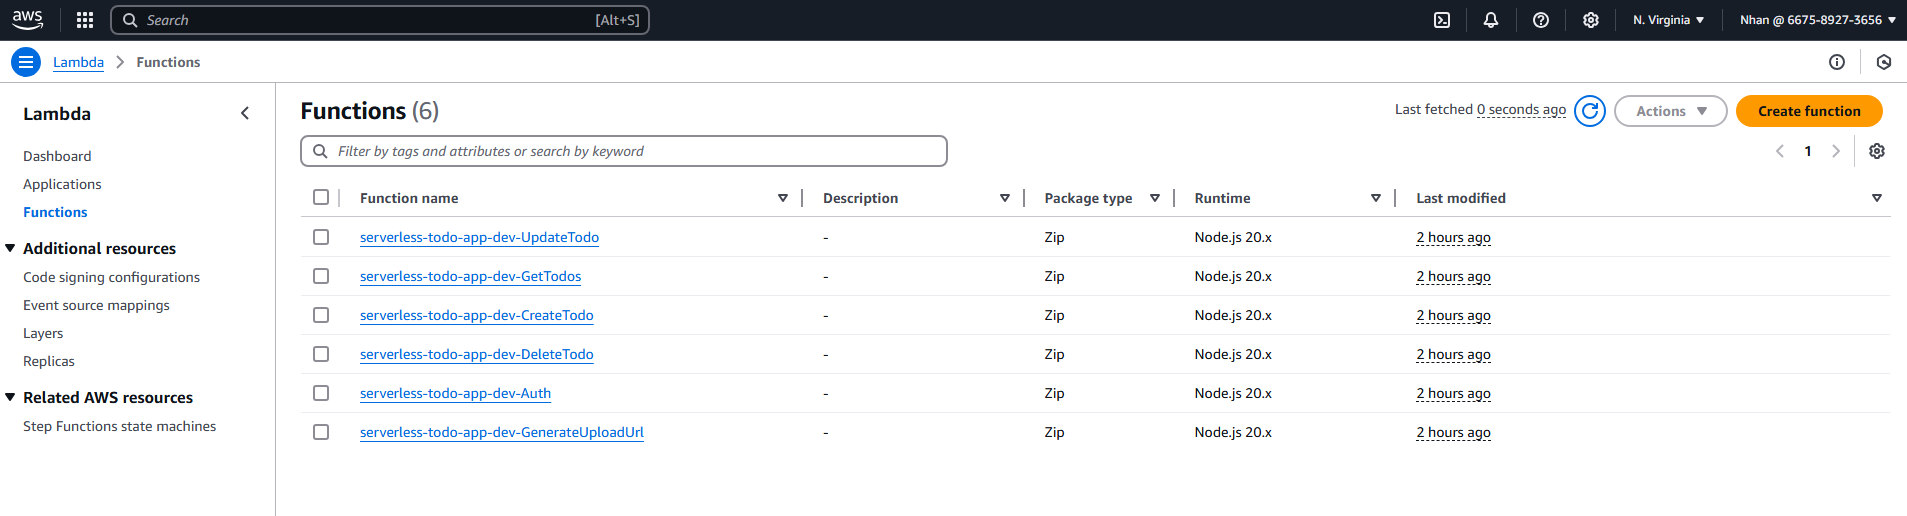 aws Search [Alt+S] N. Virginia Nhan @ 6675-8927-3656
Lambda Functions
Lambda
Dashboard
Applications
Functions
Additional resources
Code signing configurations
Event source mappings
Layers
Replicas
Related AWS resources
Step Functions state machines
Functions (6) Last fetched 0 seconds ago Actions Create function
Filter by tags and attributes or search by keyword 1
Function name Description Package type Runtime Last modified
serverless-todo-app-dev-UpdateTodo - Zip Node.js 20.x 2 hours ago
serverless-todo-app-dev-GetTodos - Zip Node.js 20.x 2 hours ago
serverless-todo-app-dev-CreateTodo - Zip Node.js 20.x 2 hours ago
serverless-todo-app-dev-DeleteTodo - Zip Node.js 20.x 2 hours ago
serverless-todo-app-dev-Auth - Zip Node.js 20.x 2 hours ago
serverless-todo-app-dev-GenerateUploadUrl - Zip Node.js 20.x 2 hours ago